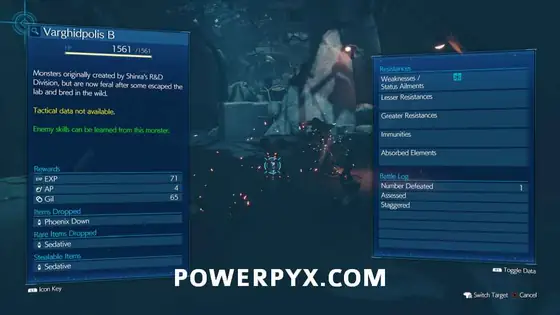 Varghidpolis B
HP 1561 /1561
Monsters originally created by Shinra's R&D
Division, but are now feral after some escaped the
lab and bred in the wild.
Tactical data not available.
Enemy skills can be learned from this monster.
Rewards
EXP 71
AP 4
Gil 65
Items Dropped
Phoenix Down
Rare Items Dropped
Sedative
Stealable Items
Sedative
Icon Key
Resistances
Weaknesses /
Status Ailments
Lesser Resistances
Greater Resistances
Immunities
Absorbed Elements
Battle Log
Number Defeated 1
Assessed
Staggered
Toggle Data
Switch Target
Cancel
POWERPYX.COM